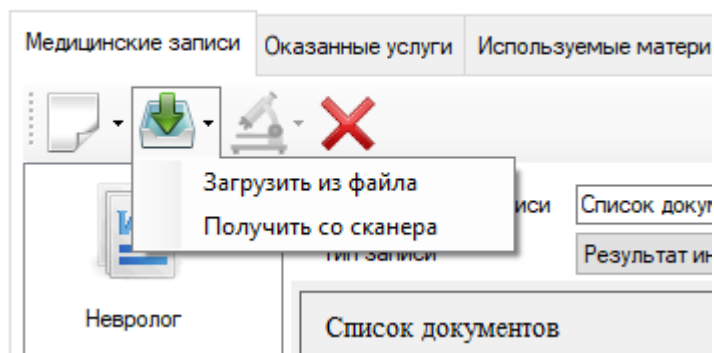 Медицинские записи
Оказанные услуги
Используемые матери
Загрузить из файла
Получить со сканера
иси
Список докум
тип записи
Результат ин
Невролог
Список документов